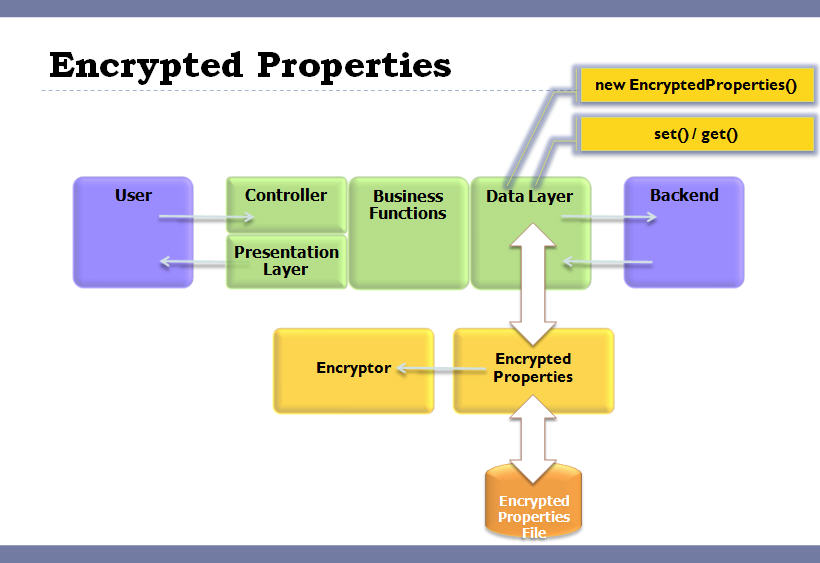 Encrypted Properties
new EncryptedProperties()
set() / get()
User
Controller
Presentation
Layer
Business
Functions
Data Layer
Backend
Encryptor
Encrypted
Properties
Encrypted
Properties
File